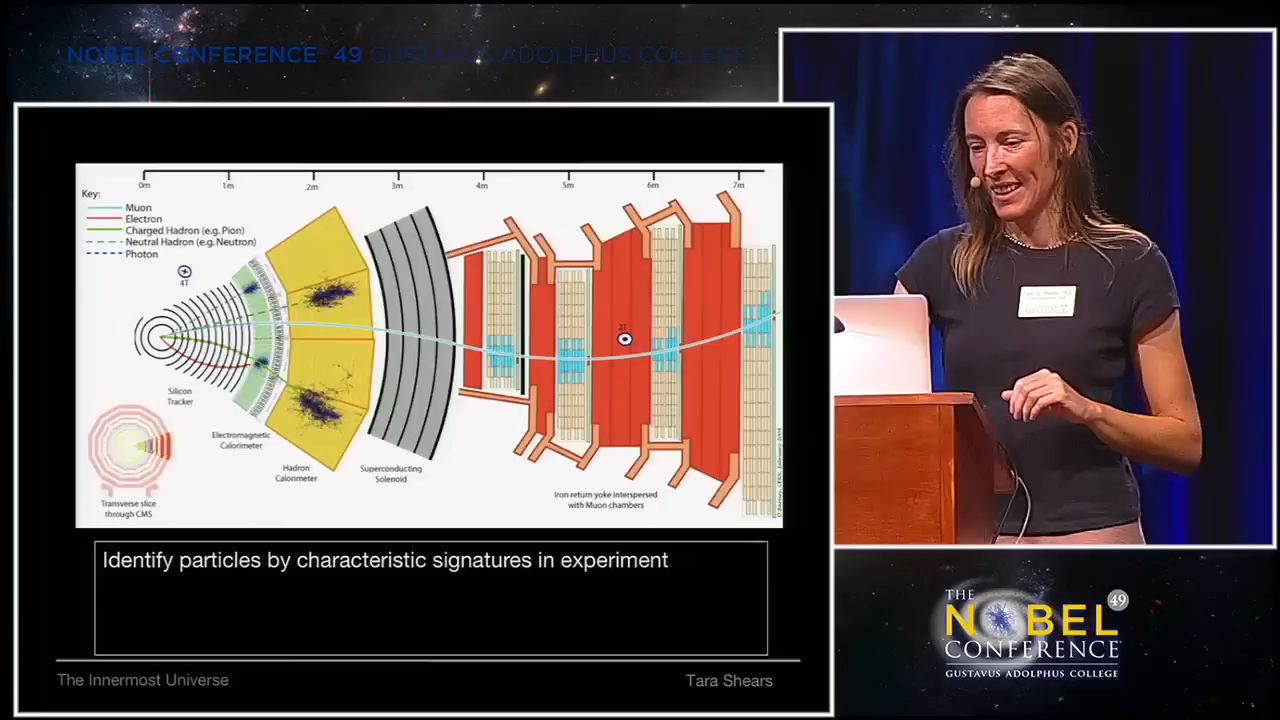 NOBEL CONFERENCE® 49 GUSTAVUS ADOLPHUS COLLEGE
0m 1m 2m 3m 4m 5m 6m 7m
Key:
Muon
Electron
Charged Hadron (e.g. Pion)
Neutral Hadron (e.g. Neutron)
Photon
4T
2T
Silicon
Tracker
Electromagnetic
Calorimeter
Hadron
Calorimeter
Superconducting
Solenoid
Iron return yoke interspersed
with Muon chambers
Transverse slice
through CMS
Identify particles by characteristic signatures in experiment
The Innermost Universe
Tara Shears
THE
NOBEL
49
CONFERENCE
GUSTAVUS ADOLPHUS COLLEGE